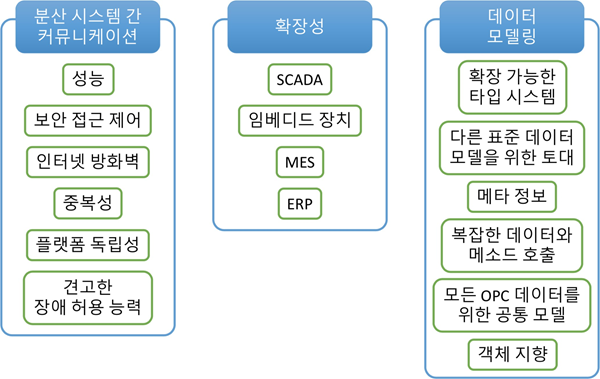 분산 시스템 간
커뮤니케이션
성능
보안 접근 제어
인터넷 방화벽
중복성
플랫폼 독립성
견고한
장애 허용 능력
확장성
SCADA
임베디드 장치
MES
ERP
데이터
모델링
확장 가능한
타입 시스템
다른 표준 데이터
모델을 위한 토대
메타 정보
복잡한 데이터와
메소드 호출
모든 OPC 데이터를
위한 공통 모델
객체 지향